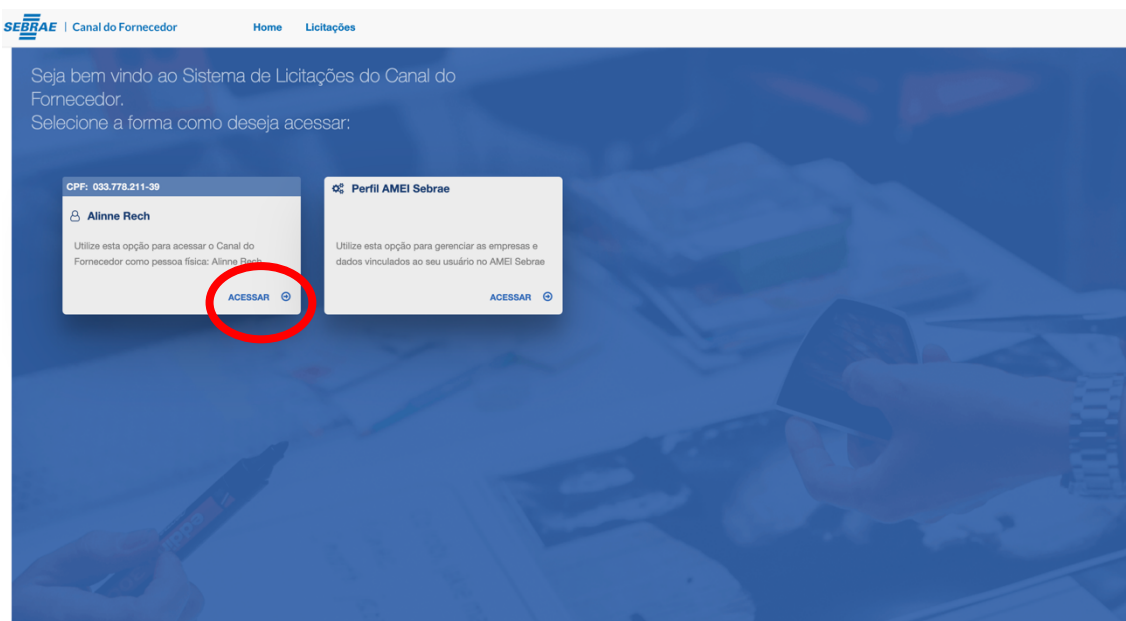 SEBRAE | Canal do Fornecedor Home Licitações
Seja bem vindo ao Sistema de Licitações do Canal do
Fornecedor.
Selecione a forma como deseja acessar:
CPF: 033.778.211-39
Alinne Rech
Utilize esta opção para acessar o Canal do
Fornecedor como pessoa física: Alinne Rech
ACESSAR
Perfil AMEI Sebrae
Utilize esta opção para gerenciar as empresas e
dados vinculados ao seu usuário no AMEI Sebrae
ACESSAR